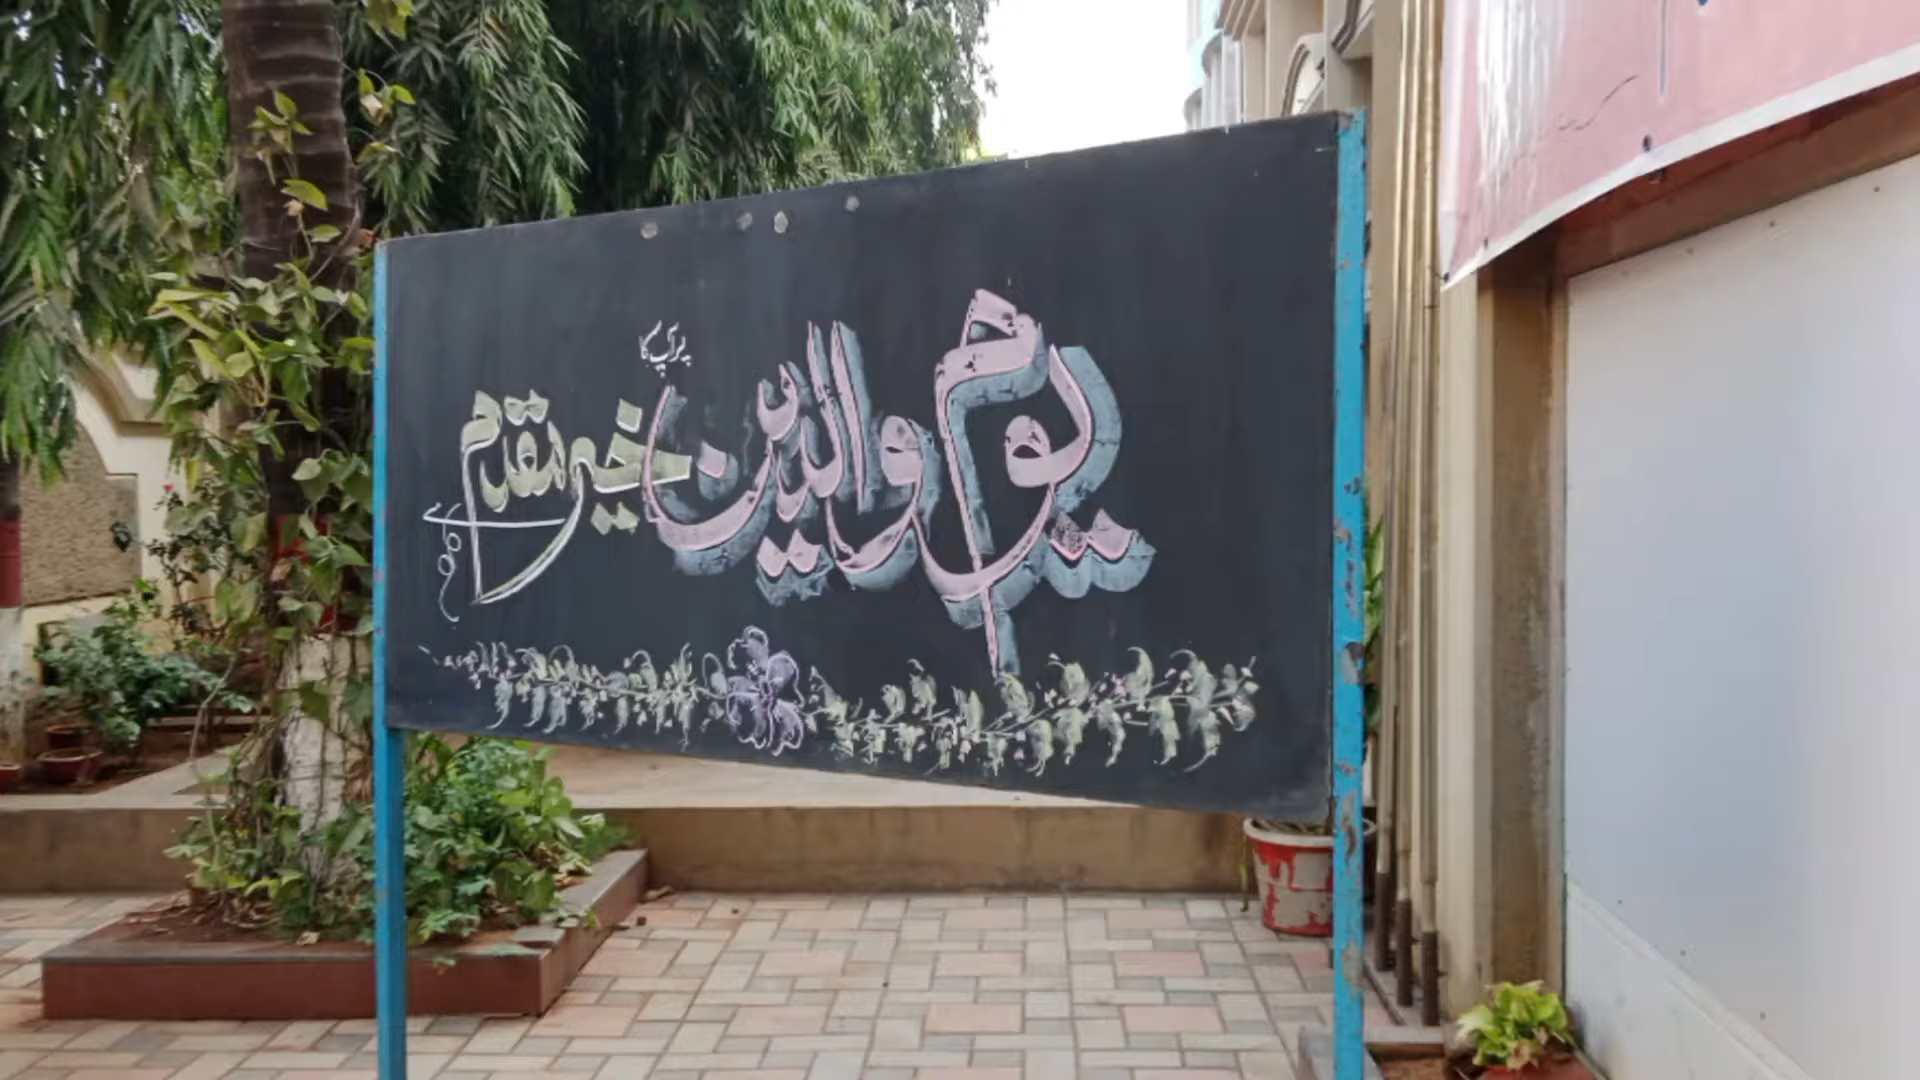 یوم والدین پر آپ کا خیر مقدم ہے